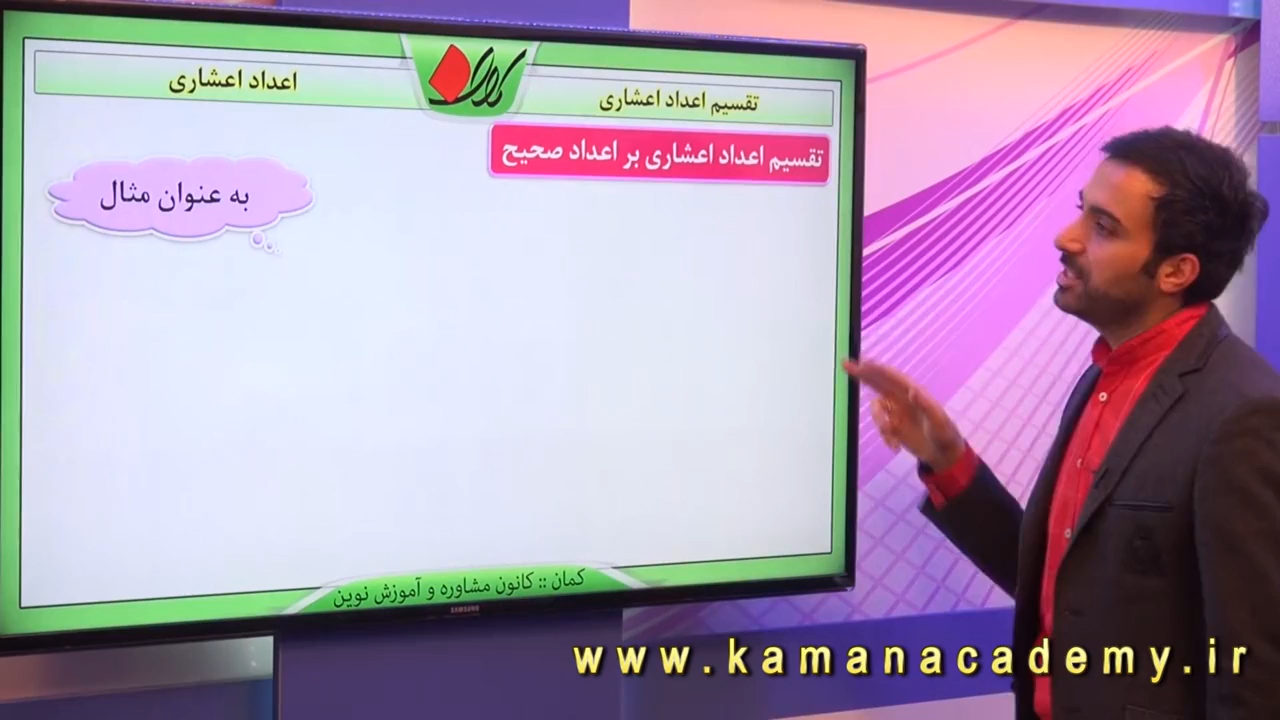 تقسیم اعداد اعشاری
اعداد اعشاری
تقسیم اعداد اعشاری بر اعداد صحیح
به عنوان مثال
کمان :: کانون مشاوره و آموزش نوین
SAMSUNG
www.kamanacademy.ir